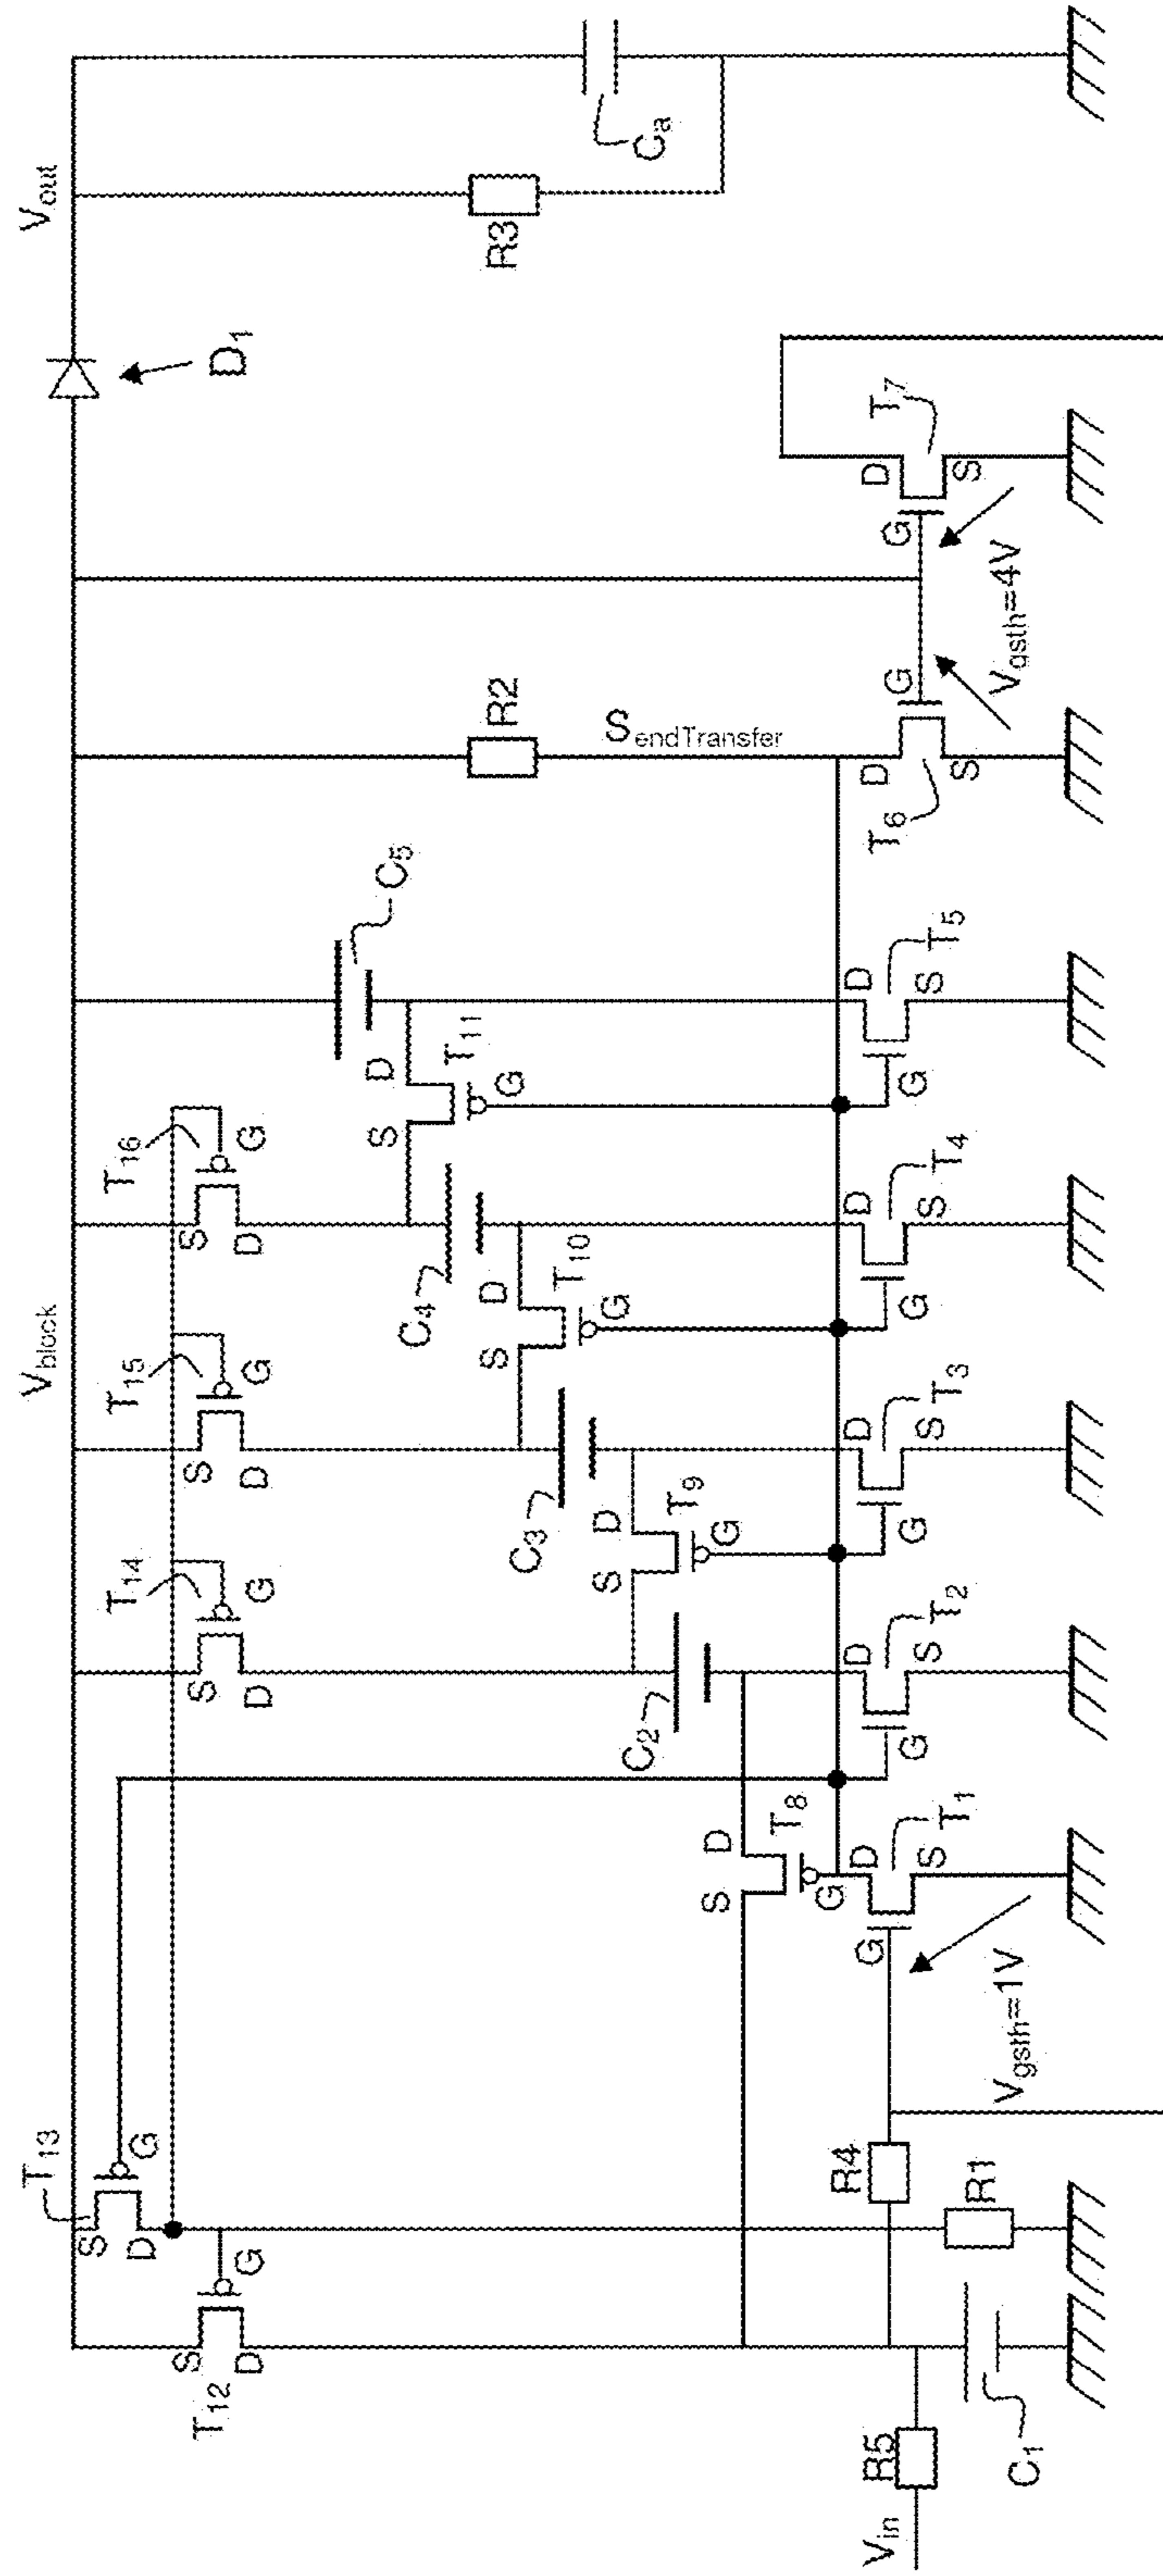 Vin
R5
C1
R4
R1
T12
S
D
G
T13
S
D
G
Vblock
Vout
T14
S
D
G
T15
S
D
G
T16
S
D
G
D1
C2
C3
C4
C5
T8
S
D
G
T9
S
D
G
T10
S
D
G
T11
S
D
G
T1
G
D
S
Vgsth=1V
T2
G
D
S
T3
G
D
S
T4
G
D
S
T5
G
D
S
R2
SendTransfer
T6
G
D
S
Vgsth=4V
T7
G
D
S
R3
Ca